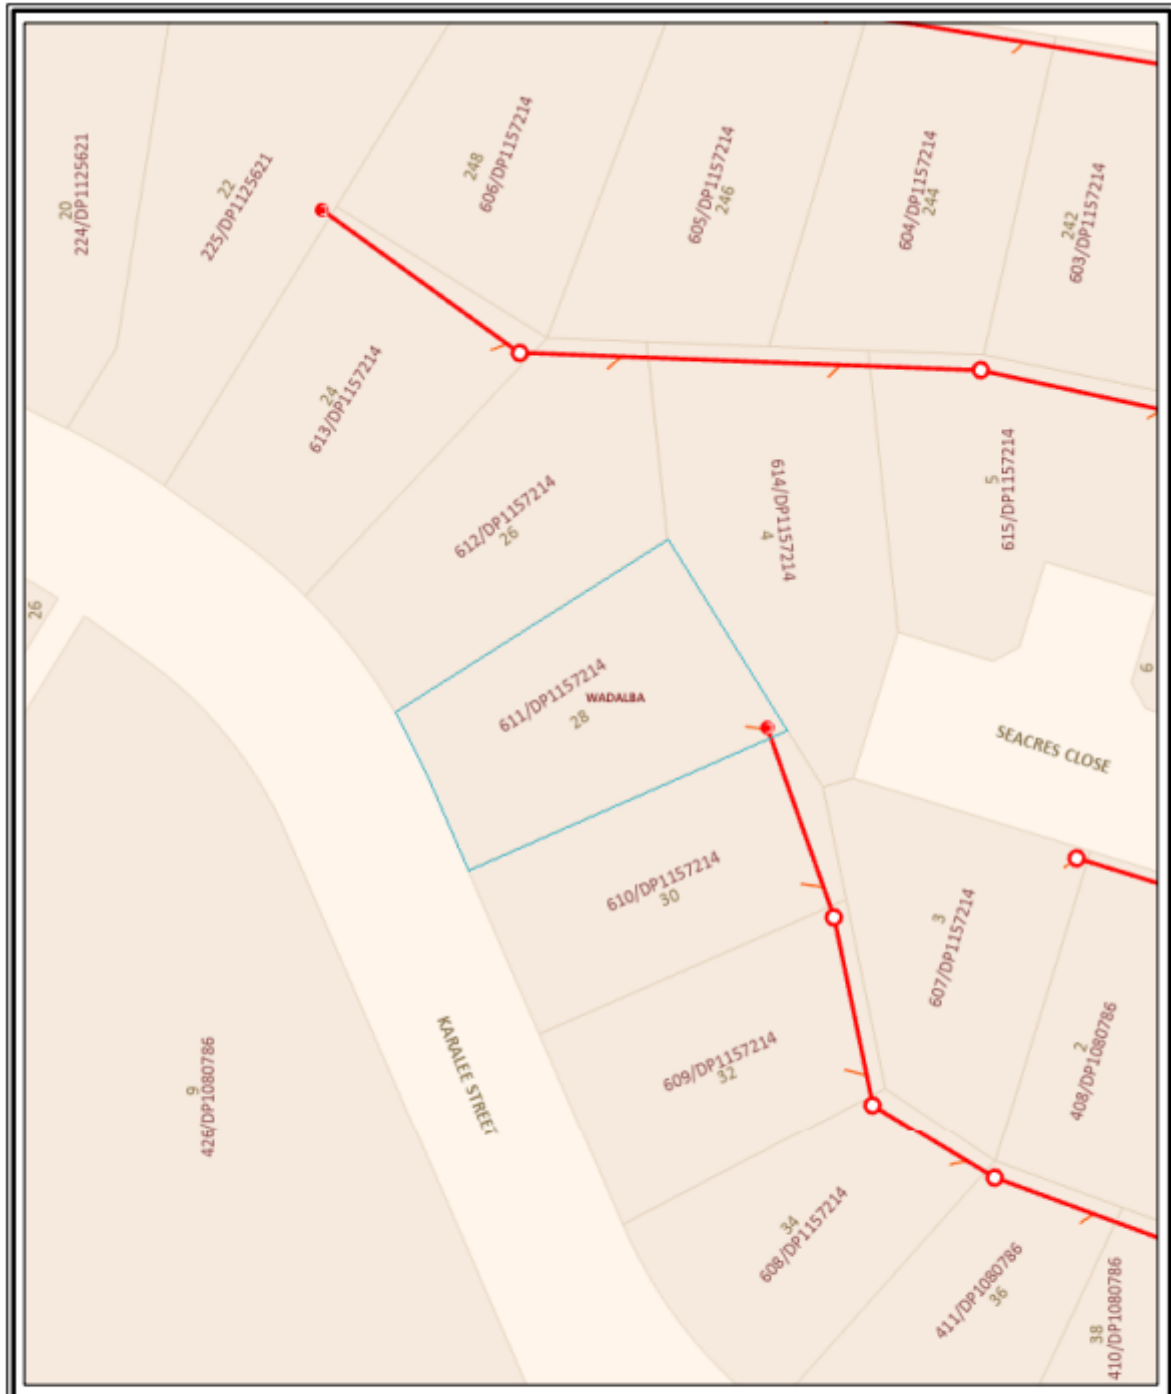 20
224/DP1125621
22
225/DP1125621
248
606/DP1157214
605/DP1157214
246
604/DP1157214
244
242
603/DP1157214
24
613/DP1157214
612/DP1157214
26
614/DP1157214
4
5
615/DP1157214
26
611/DP1157214
28
WADALBA
6
SEACRES CLOSE
610/DP1157214
30
3
607/DP1157214
KARALEE STREET
609/DP1157214
32
2
408/DP1080786
9
426/DP1080786
34
608/DP1157214
411/DP1080786
36
38
410/DP1080786